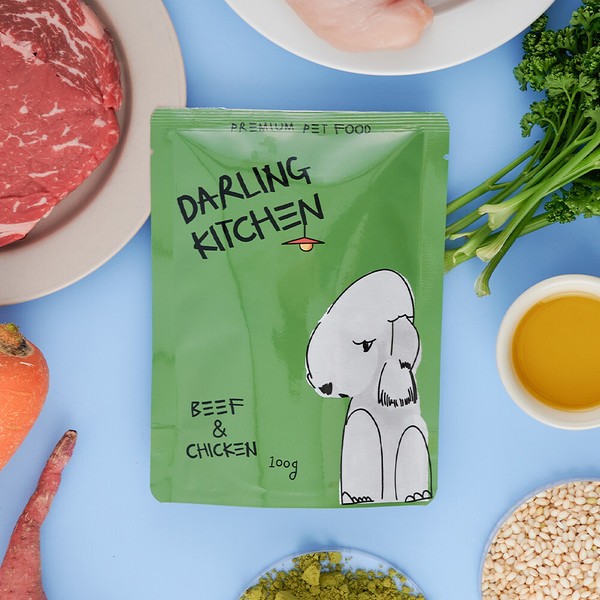 PREMIUM PET FOOD
DARLING
KITCHEN
BEEF
&
CHICKEN
100g